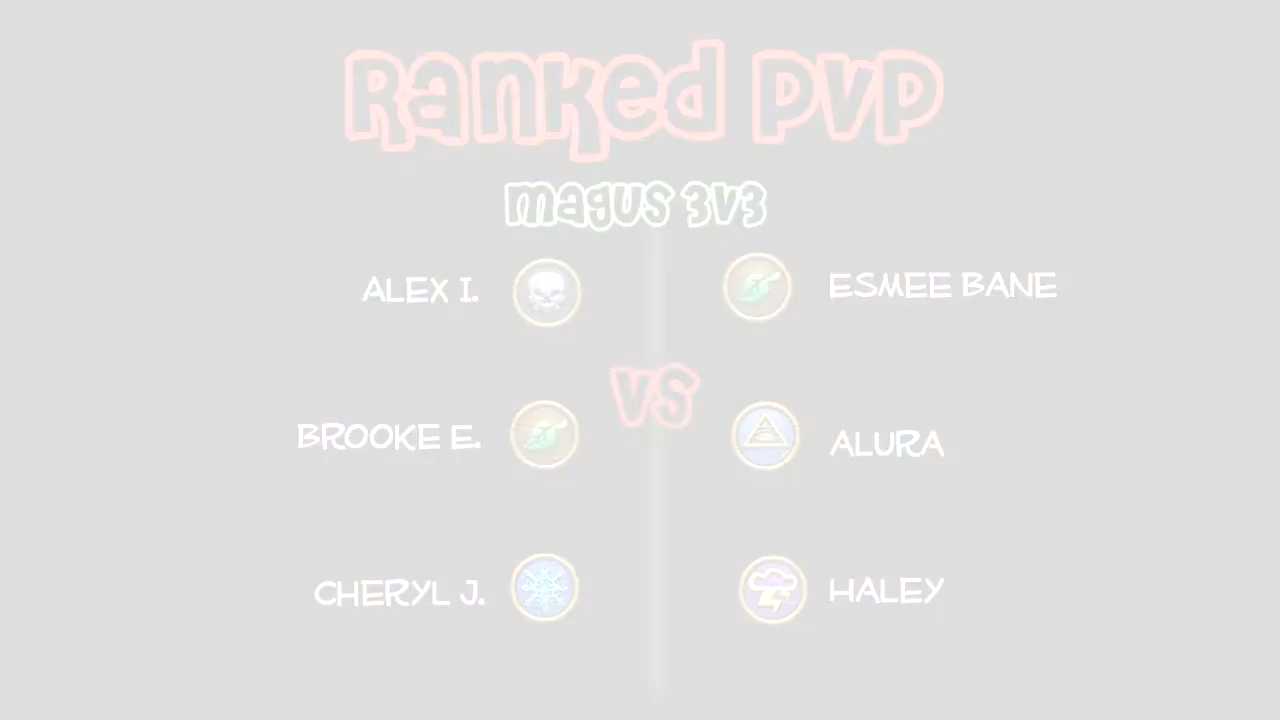 Ranked PVP
Magus 3v3
ALEX I.
ESMEE BANE
VS
BROOKE E.
ALURA
CHERYL J.
HALEY